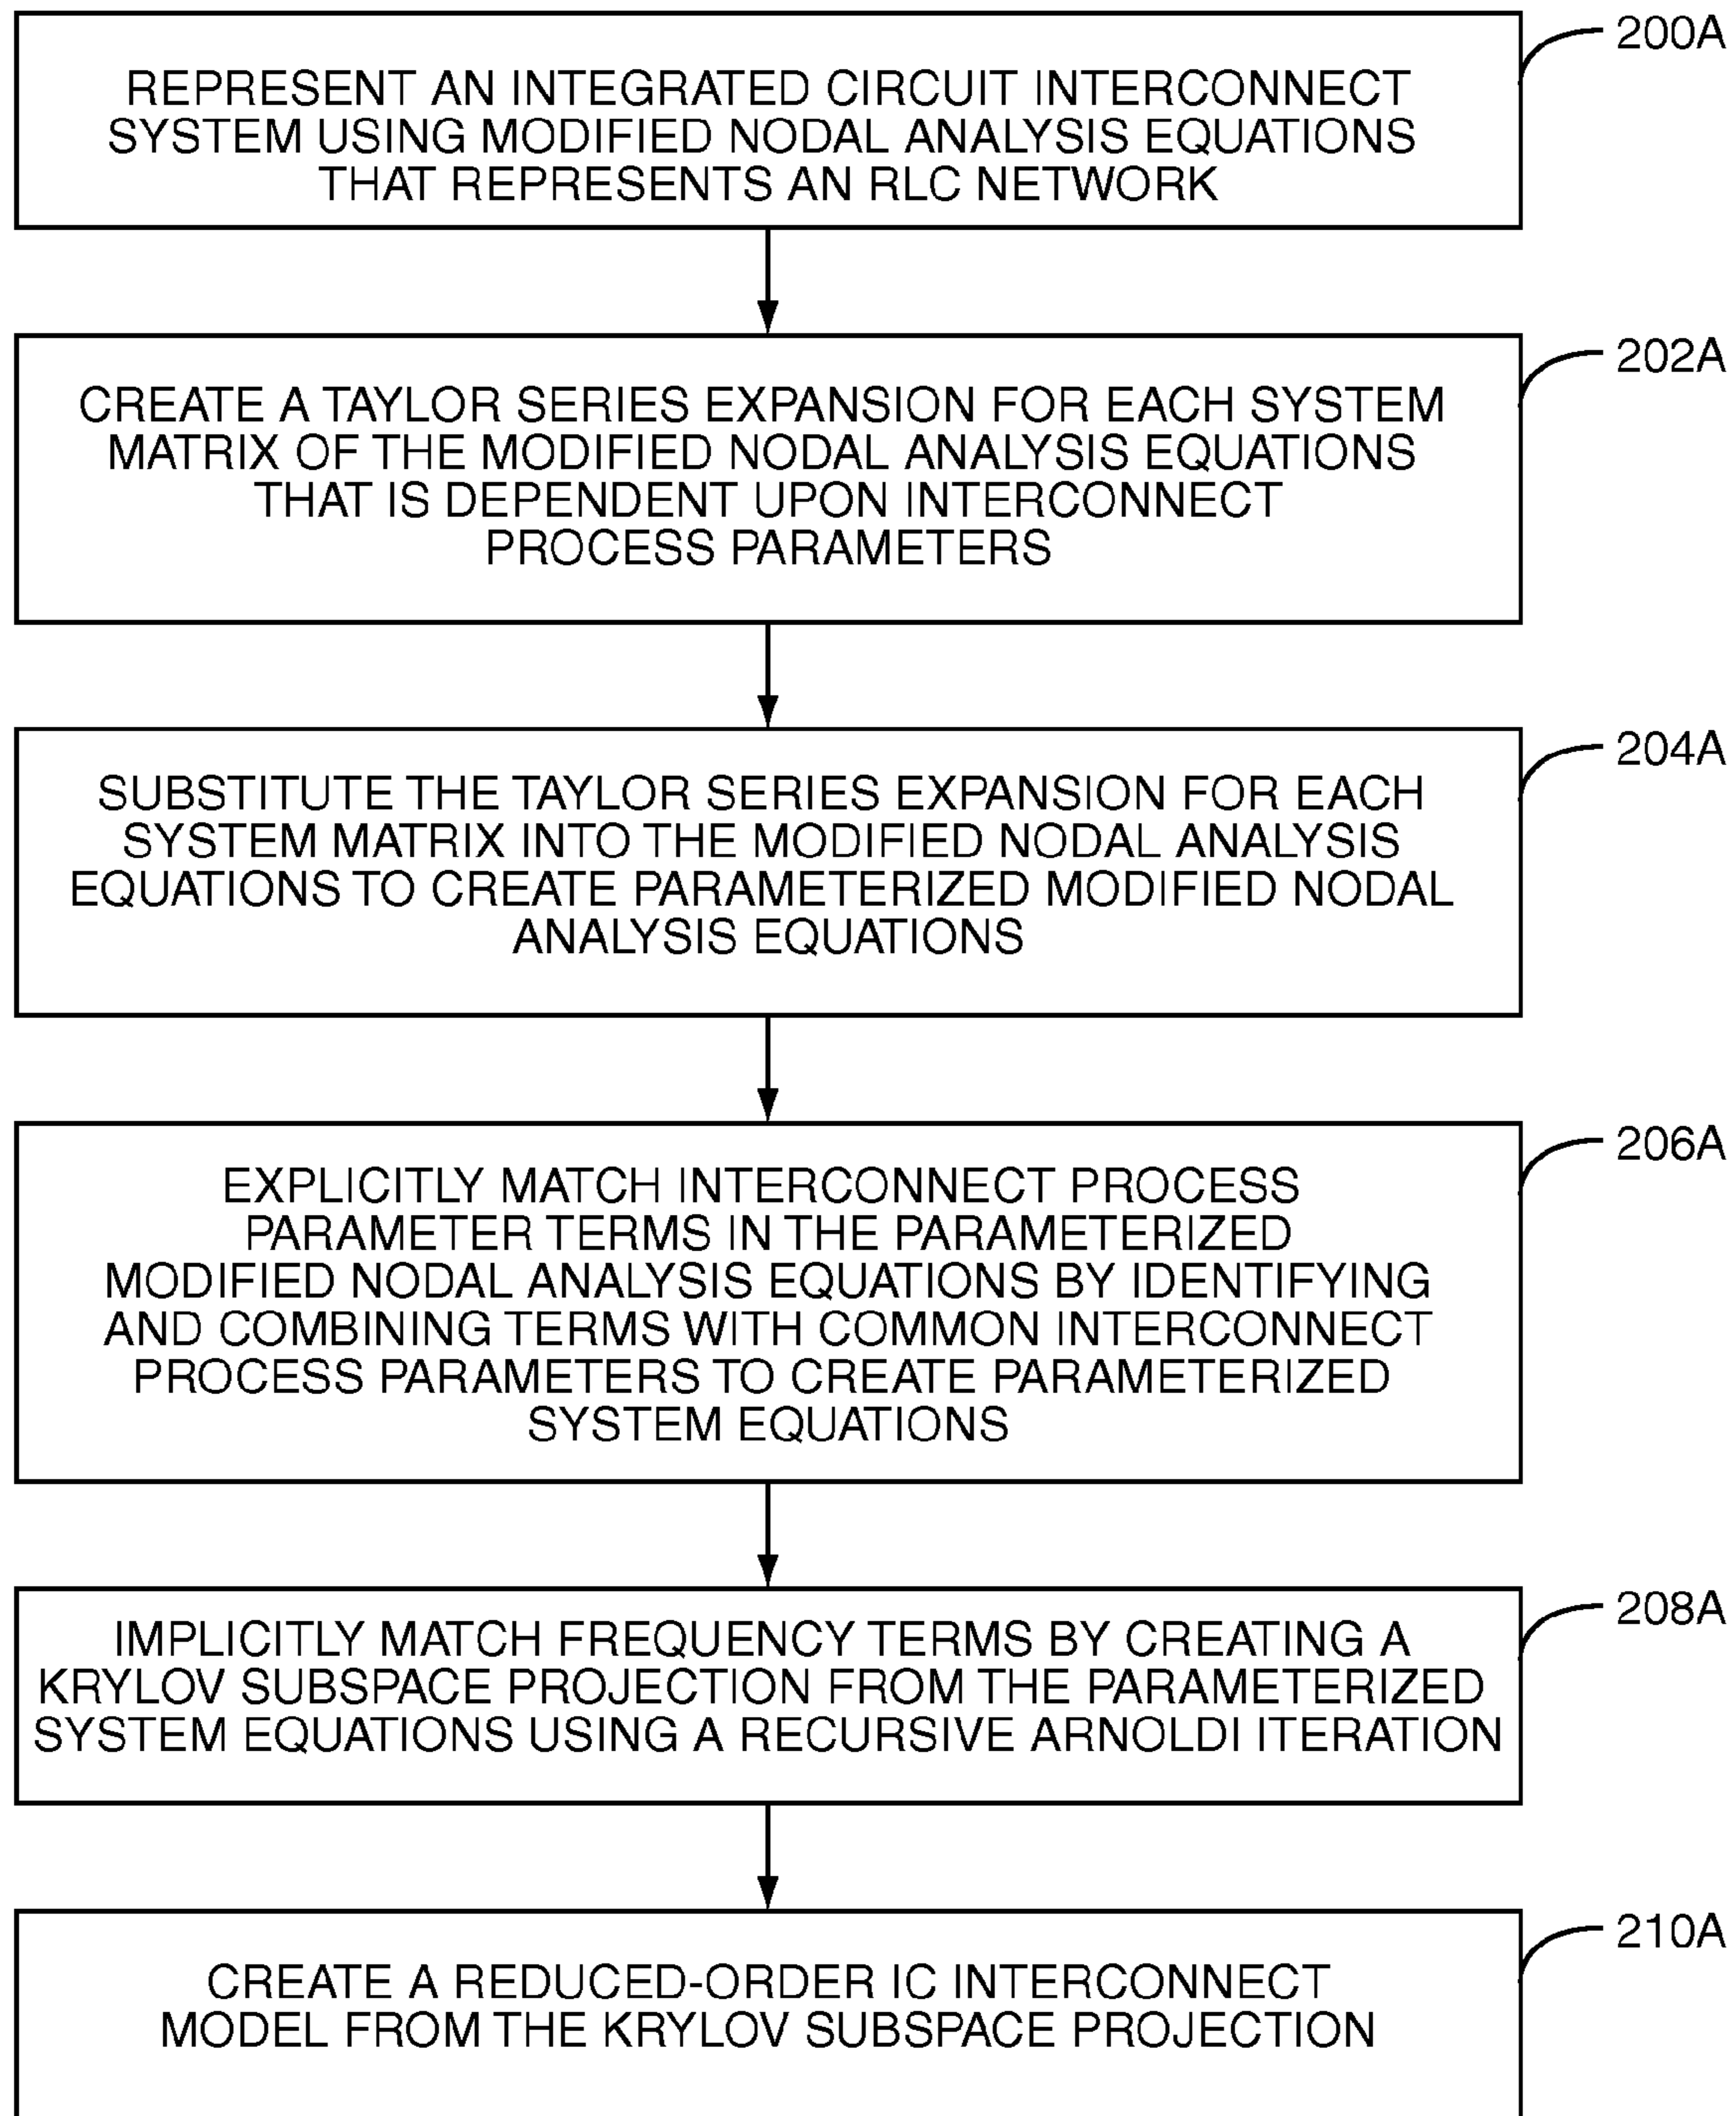 200A
REPRESENT AN INTEGRATED CIRCUIT INTERCONNECT
SYSTEM USING MODIFIED NODAL ANALYSIS EQUATIONS
THAT REPRESENTS AN RLC NETWORK
202A
CREATE A TAYLOR SERIES EXPANSION FOR EACH SYSTEM
MATRIX OF THE MODIFIED NODAL ANALYSIS EQUATIONS
THAT IS DEPENDENT UPON INTERCONNECT
PROCESS PARAMETERS
204A
SUBSTITUTE THE TAYLOR SERIES EXPANSION FOR EACH
SYSTEM MATRIX INTO THE MODIFIED NODAL ANALYSIS
EQUATIONS TO CREATE PARAMETERIZED MODIFIED NODAL
ANALYSIS EQUATIONS
206A
EXPLICITLY MATCH INTERCONNECT PROCESS
PARAMETER TERMS IN THE PARAMETERIZED
MODIFIED NODAL ANALYSIS EQUATIONS BY IDENTIFYING
AND COMBINING TERMS WITH COMMON INTERCONNECT
PROCESS PARAMETERS TO CREATE PARAMETERIZED
SYSTEM EQUATIONS
208A
IMPLICITLY MATCH FREQUENCY TERMS BY CREATING A
KRYLOV SUBSPACE PROJECTION FROM THE PARAMETERIZED
SYSTEM EQUATIONS USING A RECURSIVE ARNOLDI ITERATION
210A
CREATE A REDUCED-ORDER IC INTERCONNECT
MODEL FROM THE KRYLOV SUBSPACE PROJECTION